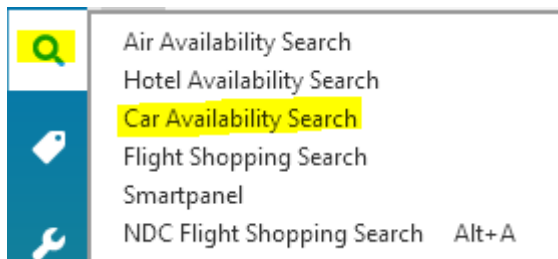 Air Availability Search
Hotel Availability Search
Car Availability Search
Flight Shopping Search
Smartpanel
NDC Flight Shopping Search Alt+A